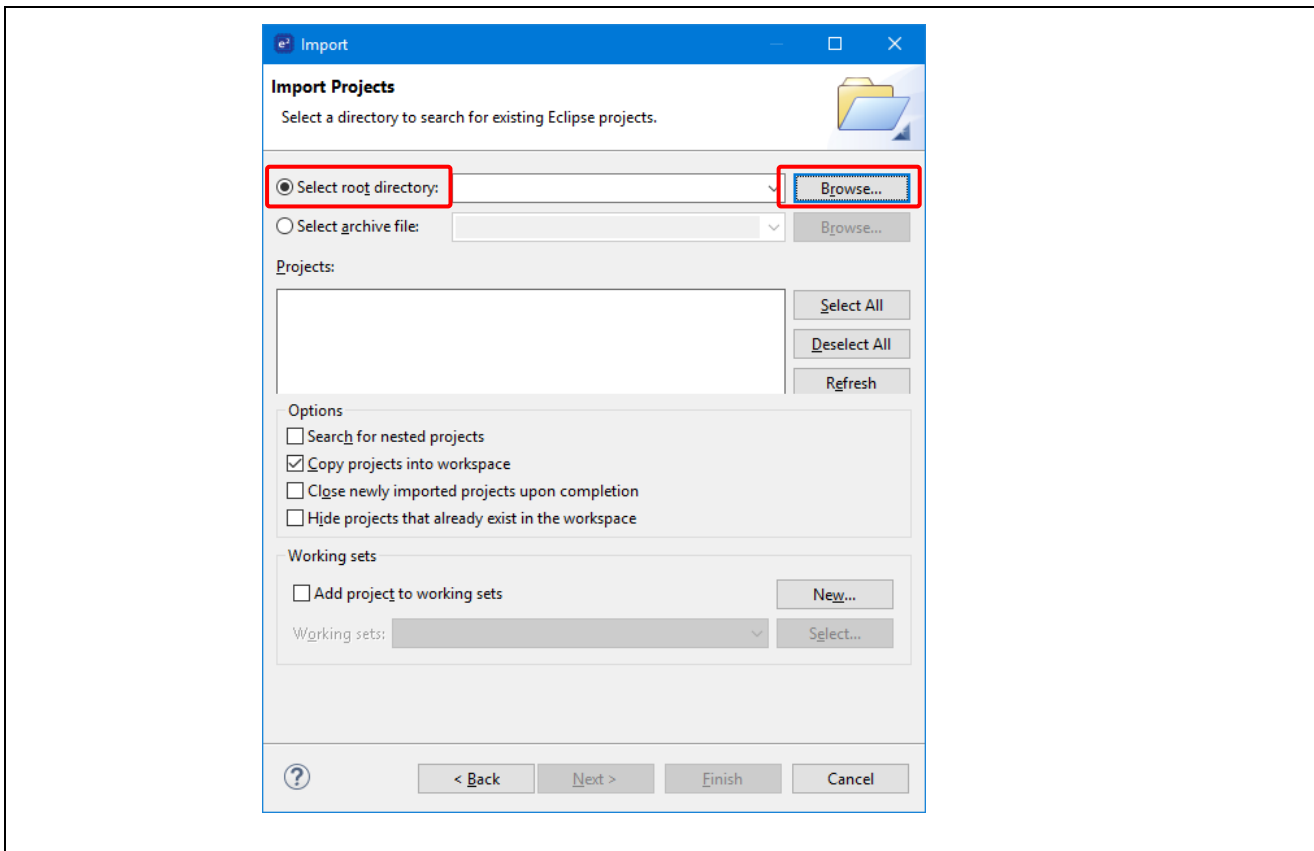 e² Import
Import Projects
Select a directory to search for existing Eclipse projects.
Select root directory: Browse...
Select archive file: Browse...
Projects:
Select All
Deselect All
Refresh
Options
Search for nested projects
Copy projects into workspace
Close newly imported projects upon completion
Hide projects that already exist in the workspace
Working sets
Add project to working sets New...
Working sets: Select...
? < Back Next > Finish Cancel